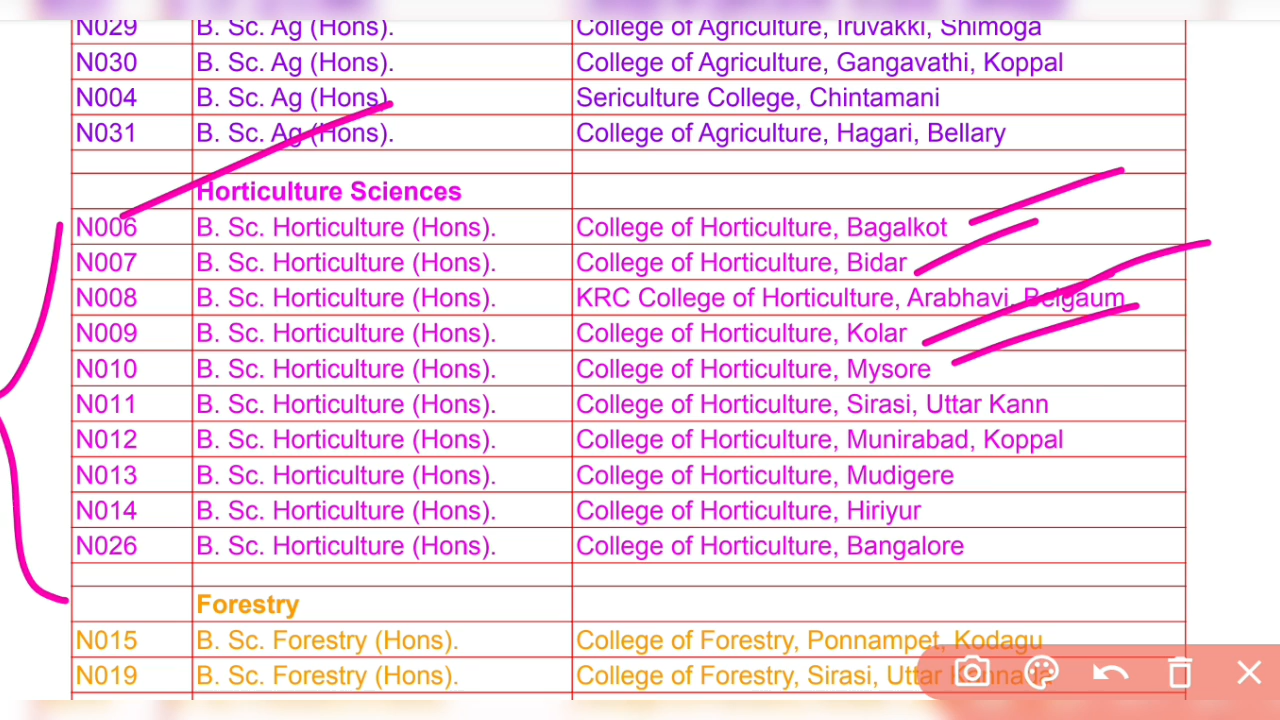 N029 B. Sc. Ag (Hons). College of Agriculture, Iruvakki, Shimoga
N030 B. Sc. Ag (Hons). College of Agriculture, Gangavathi, Koppal
N004 B. Sc. Ag (Hons). Sericulture College, Chintamani
N031 B. Sc. Ag (Hons). College of Agriculture, Hagari, Bellary
Horticulture Sciences
N006 B. Sc. Horticulture (Hons). College of Horticulture, Bagalkot
N007 B. Sc. Horticulture (Hons). College of Horticulture, Bidar
N008 B. Sc. Horticulture (Hons). KRC College of Horticulture, Arabhavi, Belgaum
N009 B. Sc. Horticulture (Hons). College of Horticulture, Kolar
N010 B. Sc. Horticulture (Hons). College of Horticulture, Mysore
N011 B. Sc. Horticulture (Hons). College of Horticulture, Sirasi, Uttar Kann
N012 B. Sc. Horticulture (Hons). College of Horticulture, Munirabad, Koppal
N013 B. Sc. Horticulture (Hons). College of Horticulture, Mudigere
N014 B. Sc. Horticulture (Hons). College of Horticulture, Hiriyur
N026 B. Sc. Horticulture (Hons). College of Horticulture, Bangalore
Forestry
N015 B. Sc. Forestry (Hons). College of Forestry, Ponnampet, Kodagu
N019 B. Sc. Forestry (Hons). College of Forestry, Sirasi, Uttar Kannada